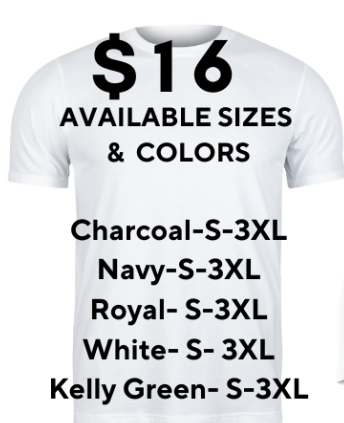 $16
AVAILABLE SIZES
& COLORS
Charcoal-S-3XL
Navy-S-3XL
Royal- S-3XL
White- S- 3XL
Kelly Green- S-3XL